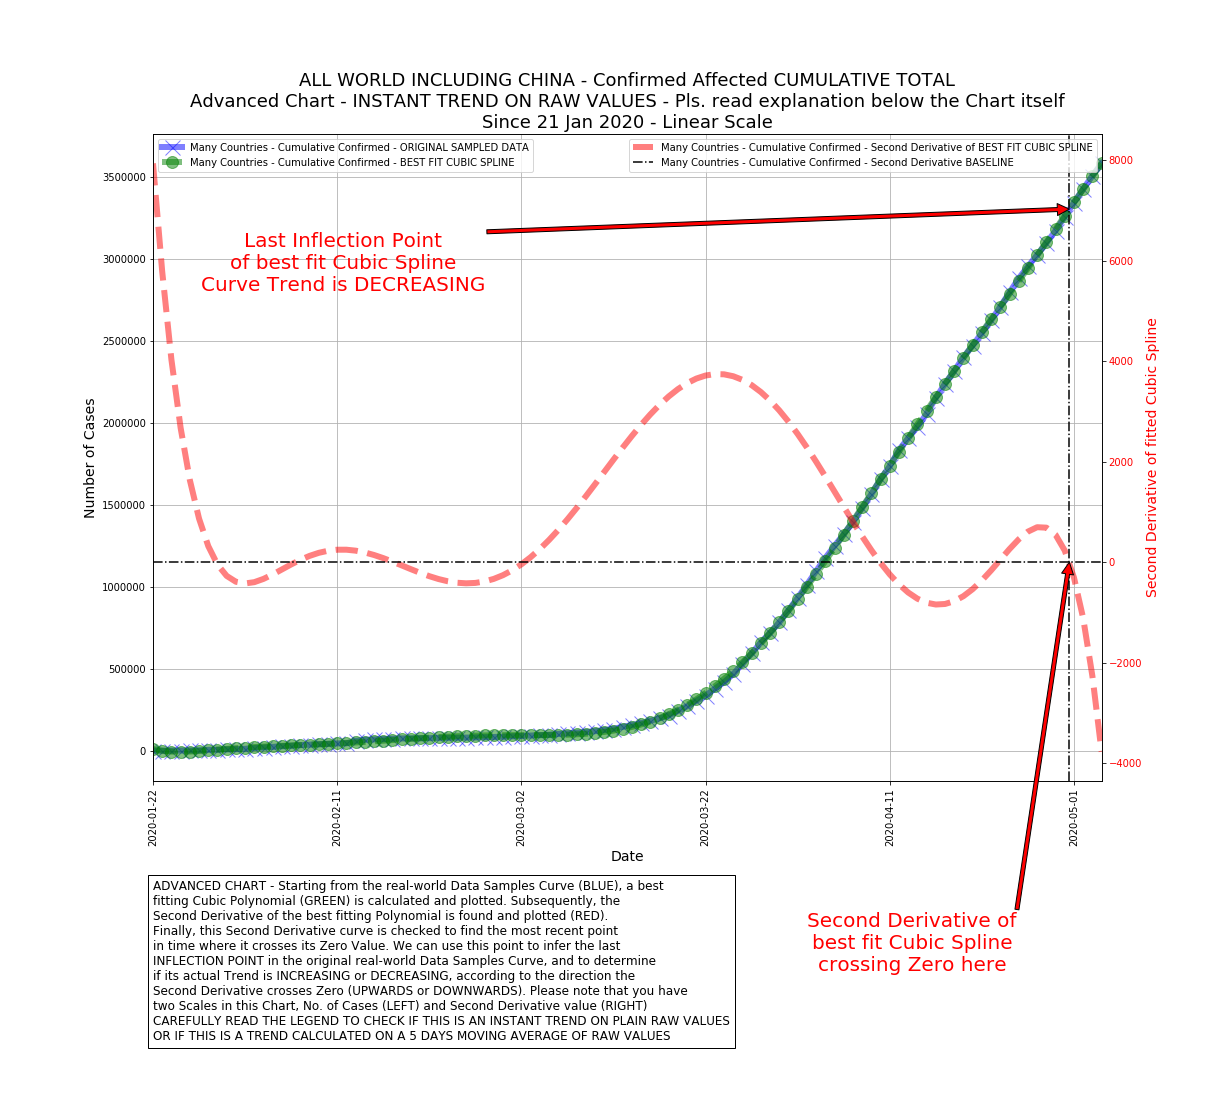 ALL WORLD INCLUDING CHINA - Confirmed Affected CUMULATIVE TOTAL
Advanced Chart - INSTANT TREND ON RAW VALUES - Pls. read explanation below the Chart itself
Since 21 Jan 2020 - Linear Scale
Many Countries - Cumulative Confirmed - ORIGINAL SAMPLED DATA
Many Countries - Cumulative Confirmed - BEST FIT CUBIC SPLINE
Many Countries - Cumulative Confirmed - Second Derivative of BEST FIT CUBIC SPLINE
Many Countries - Cumulative Confirmed - Second Derivative BASELINE
Last Inflection Point
of best fit Cubic Spline
Curve Trend is DECREASING
Number of Cases
3500000
3000000
2500000
2000000
1500000
1000000
500000
0
8000
6000
4000
2000
0
−2000
−4000
Second Derivative of fitted Cubic Spline
2020-01-22
2020-02-11
2020-03-02
2020-03-22
2020-04-11
2020-05-01
Date
ADVANCED CHART - Starting from the real-world Data Samples Curve (BLUE), a best
fitting Cubic Polynomial (GREEN) is calculated and plotted. Subsequently, the
Second Derivative of the best fitting Polynomial is found and plotted (RED).
Finally, this Second Derivative curve is checked to find the most recent point
in time where it crosses its Zero Value. We can use this point to infer the last
INFLECTION POINT in the original real-world Data Samples Curve, and to determine
if its actual Trend is INCREASING or DECREASING, according to the direction the
Second Derivative crosses Zero (UPWARDS or DOWNWARDS). Please note that you have
two Scales in this Chart, No. of Cases (LEFT) and Second Derivative value (RIGHT)
CAREFULLY READ THE LEGEND TO CHECK IF THIS IS AN INSTANT TREND ON PLAIN RAW VALUES
OR IF THIS IS A TREND CALCULATED ON A 5 DAYS MOVING AVERAGE OF RAW VALUES
Second Derivative of
best fit Cubic Spline
crossing Zero here